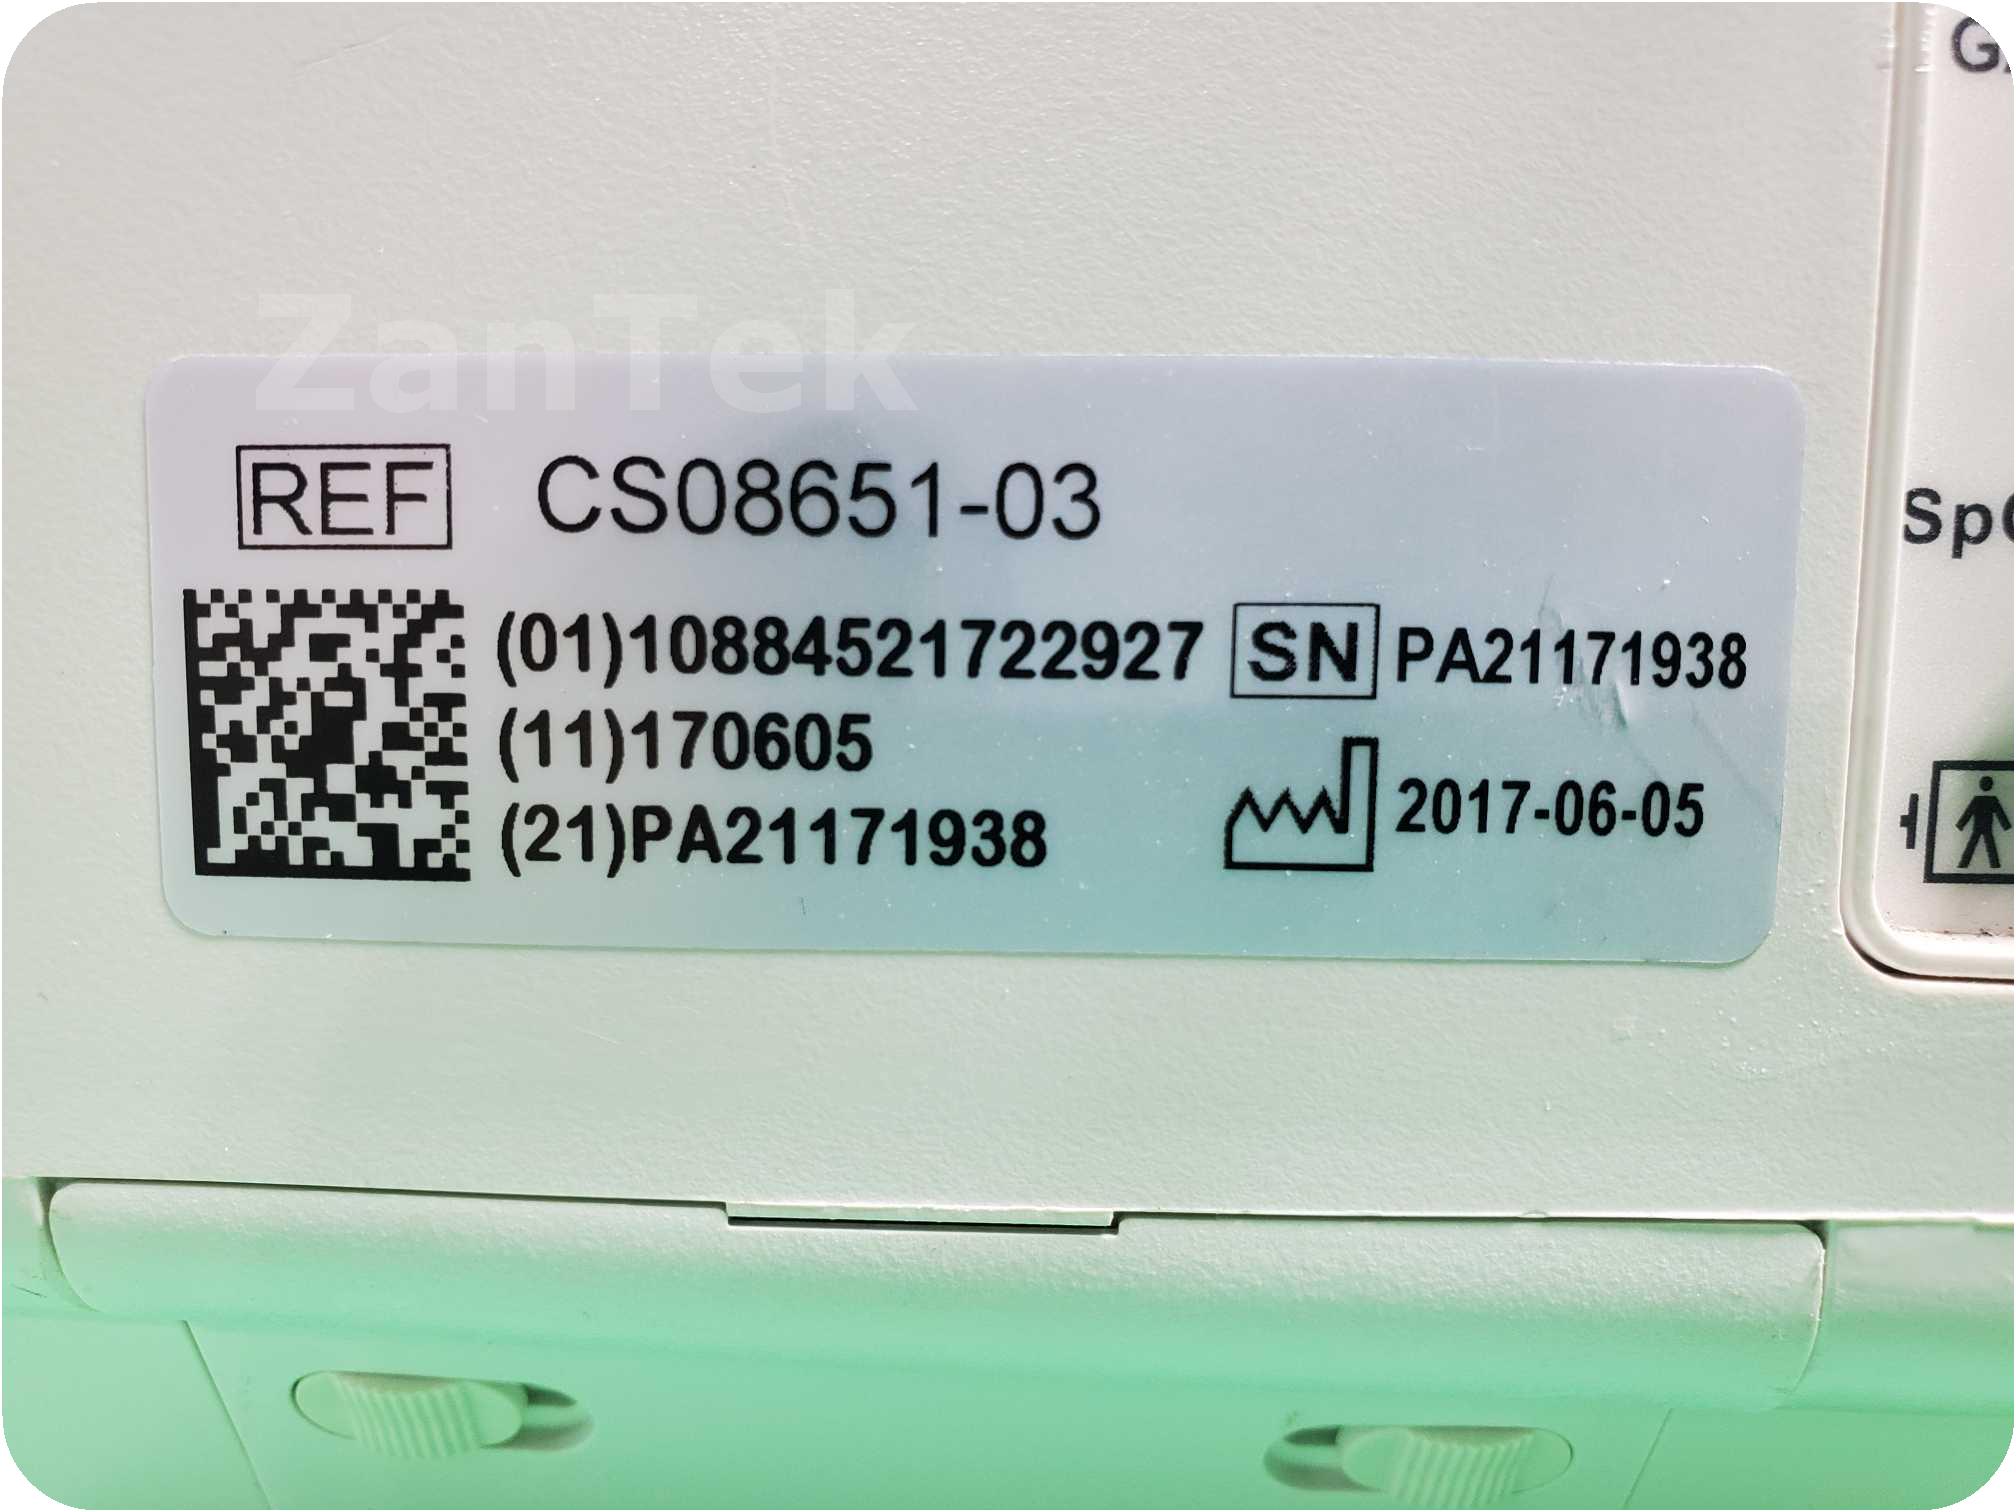 ZanTek
REF CS08651-03
(01)10884521722927 SN PA21171938
(11)170605 2017-06-05
(21)PA21171938